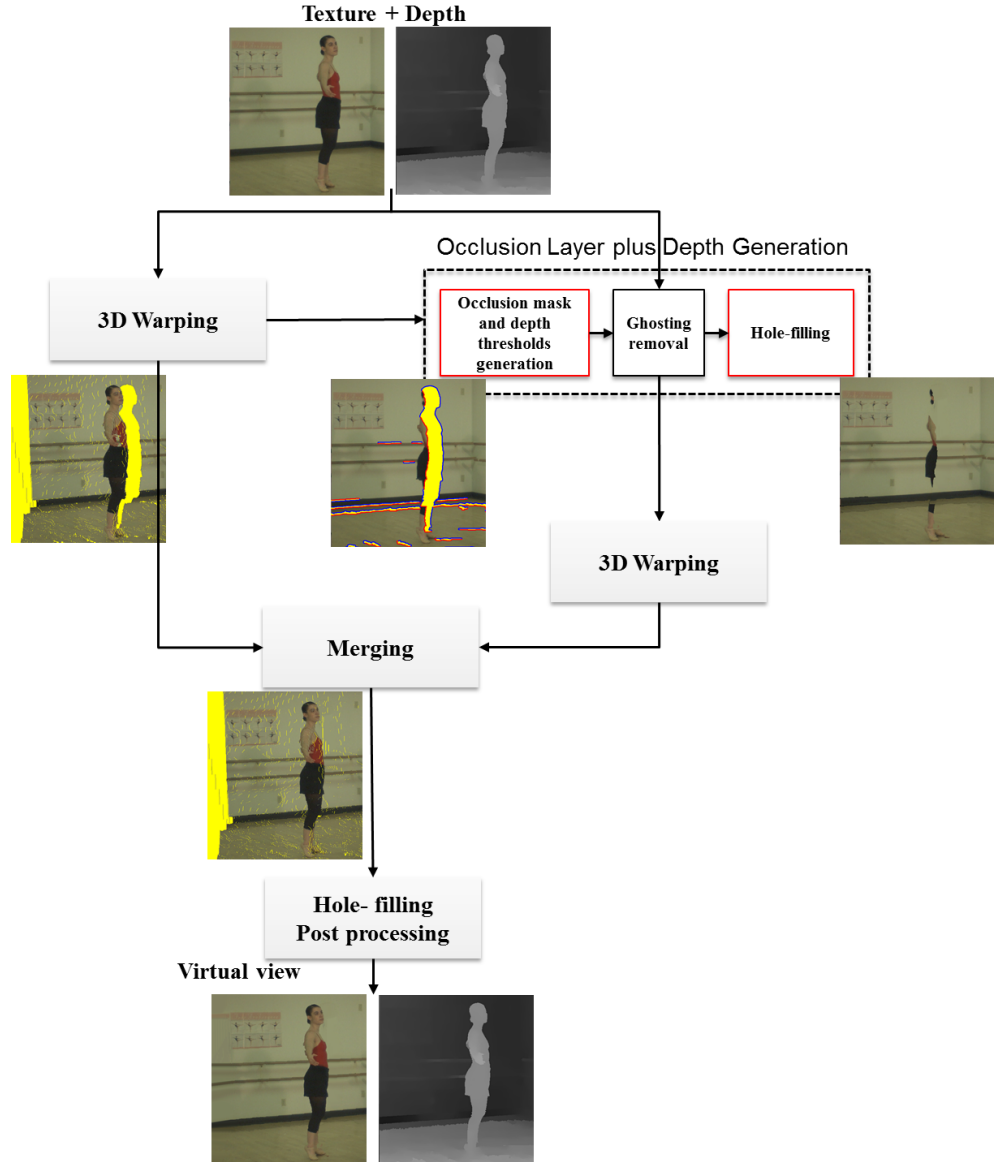 Texture + Depth
Occlusion Layer plus Depth Generation
3D Warping
Occlusion mask
and depth
thresholds
generation
Ghosting
removal
Hole-filling
3D Warping
Merging
Hole- filling
Post processing
Virtual view